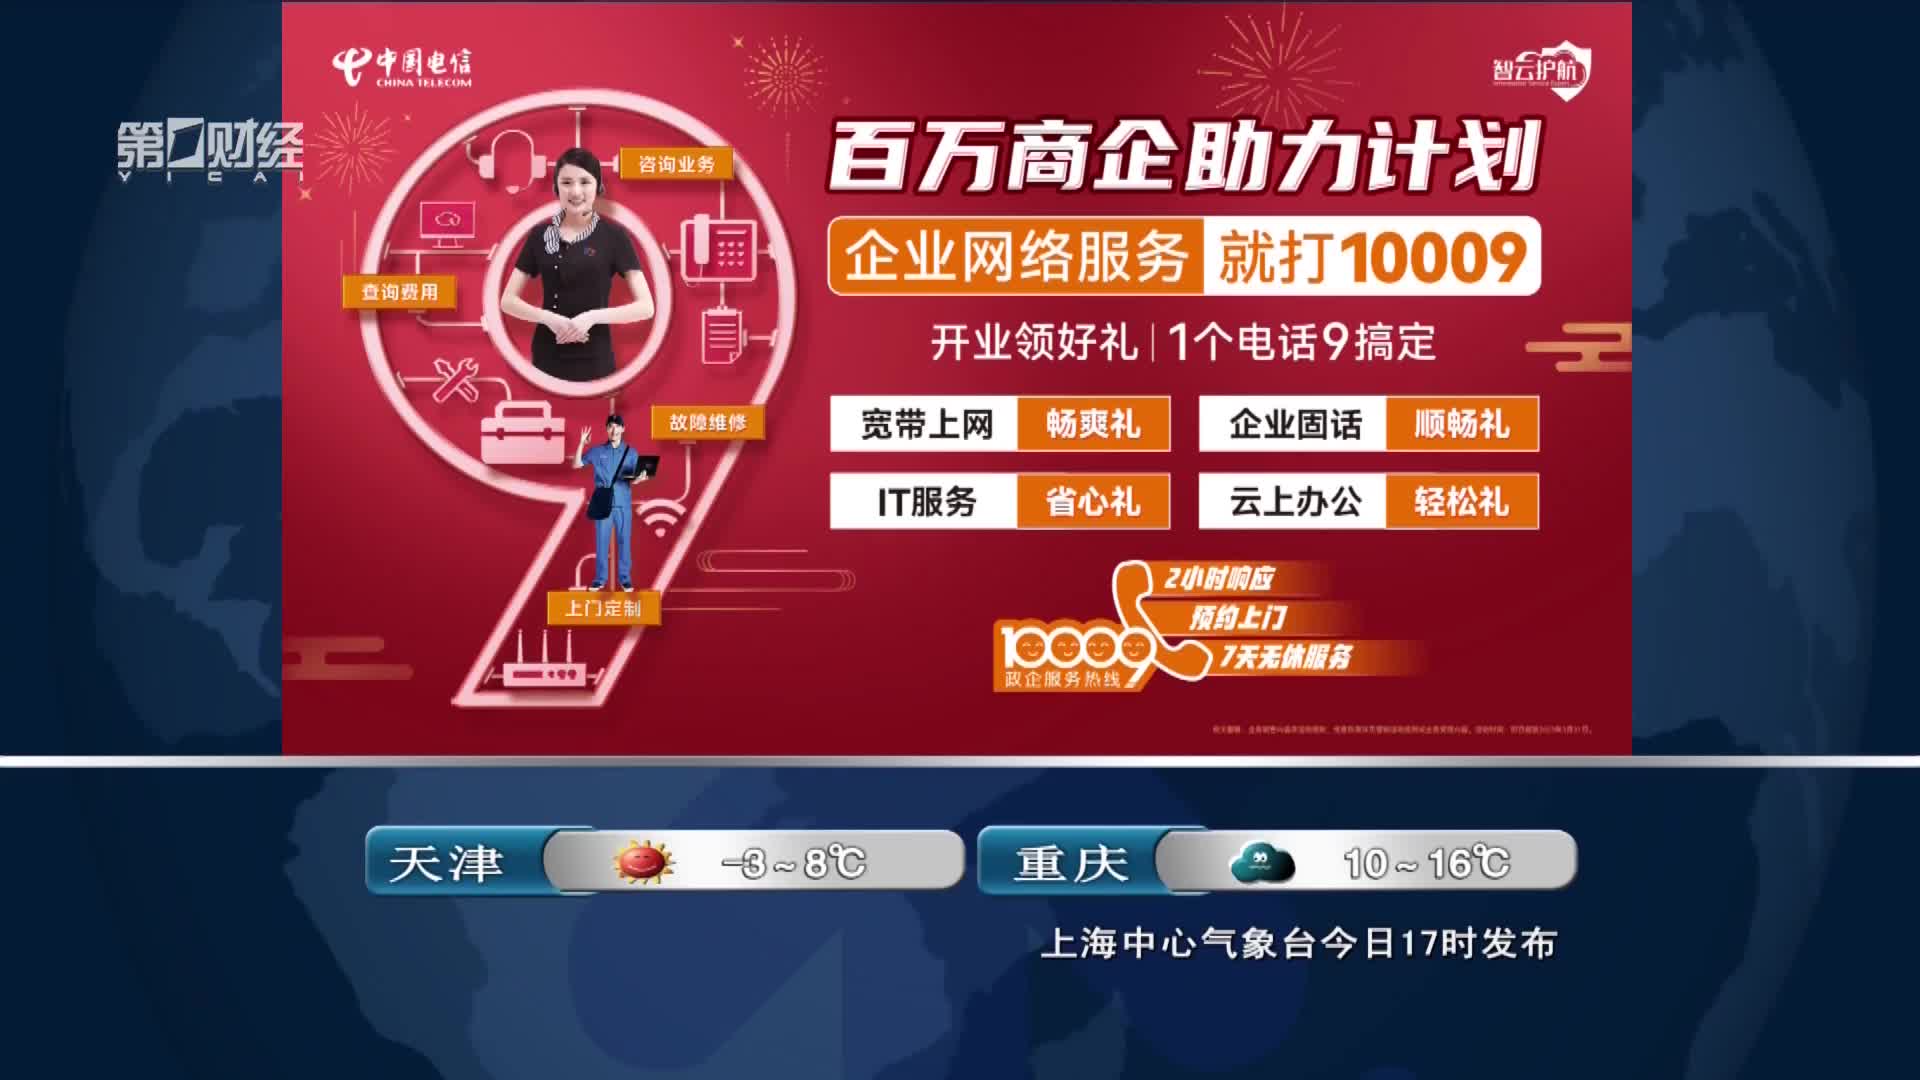 中国电信
CHINA TELECOM
智云护航
第一财经
YICAI
百万商企助力计划
咨询业务
企业网络服务 就打10009
查询费用
开业领好礼|1个电话9搞定
宽带上网 畅爽礼 企业固话 顺畅礼
故障维修
IT服务 省心礼 云上办公 轻松礼
2小时响应
上门定制
预约上门
7天无休服务
10009
政企服务热线
天津 -3~8℃ 重庆 10~16℃
上海中心气象台今日17时发布